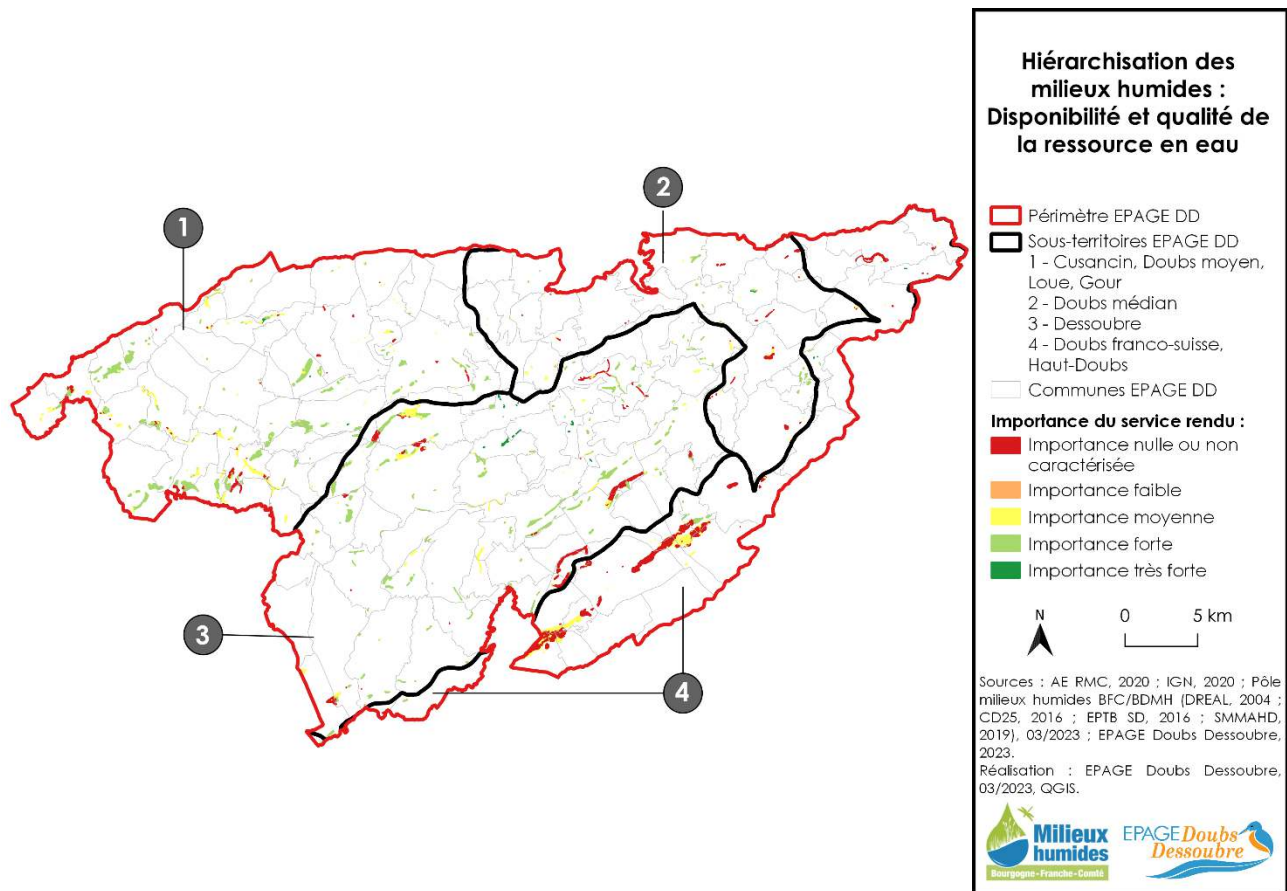 Hiérarchisation des
milieux humides :
Disponibilité et qualité de
la ressource en eau
Périmètre EPAGE DD
Sous-territoires EPAGE DD
1 - Cusancin, Doubs moyen,
Loue, Gour
2 - Doubs médian
3 - Dessoubre
4 - Doubs franco-suisse,
Haut-Doubs
Communes EPAGE DD
Importance du service rendu :
Importance nulle ou non
caractérisée
Importance faible
Importance moyenne
Importance forte
Importance très forte
N
0 5 km
Sources : AE RMC, 2020 ; IGN, 2020 ; Pôle
milieux humides BFC/BDMH (DREAL, 2004 ;
CD25, 2016 ; EPTB SD, 2016 ; SMMAHD,
2019), 03/2023 ; EPAGE Doubs Dessoubre,
2023.
Réalisation : EPAGE Doubs Dessoubre,
03/2023, QGIS.
Milieux
humides
Bourgogne-Franche-Comté
EPAGE Doubs
Dessoubre
1
2
3
4